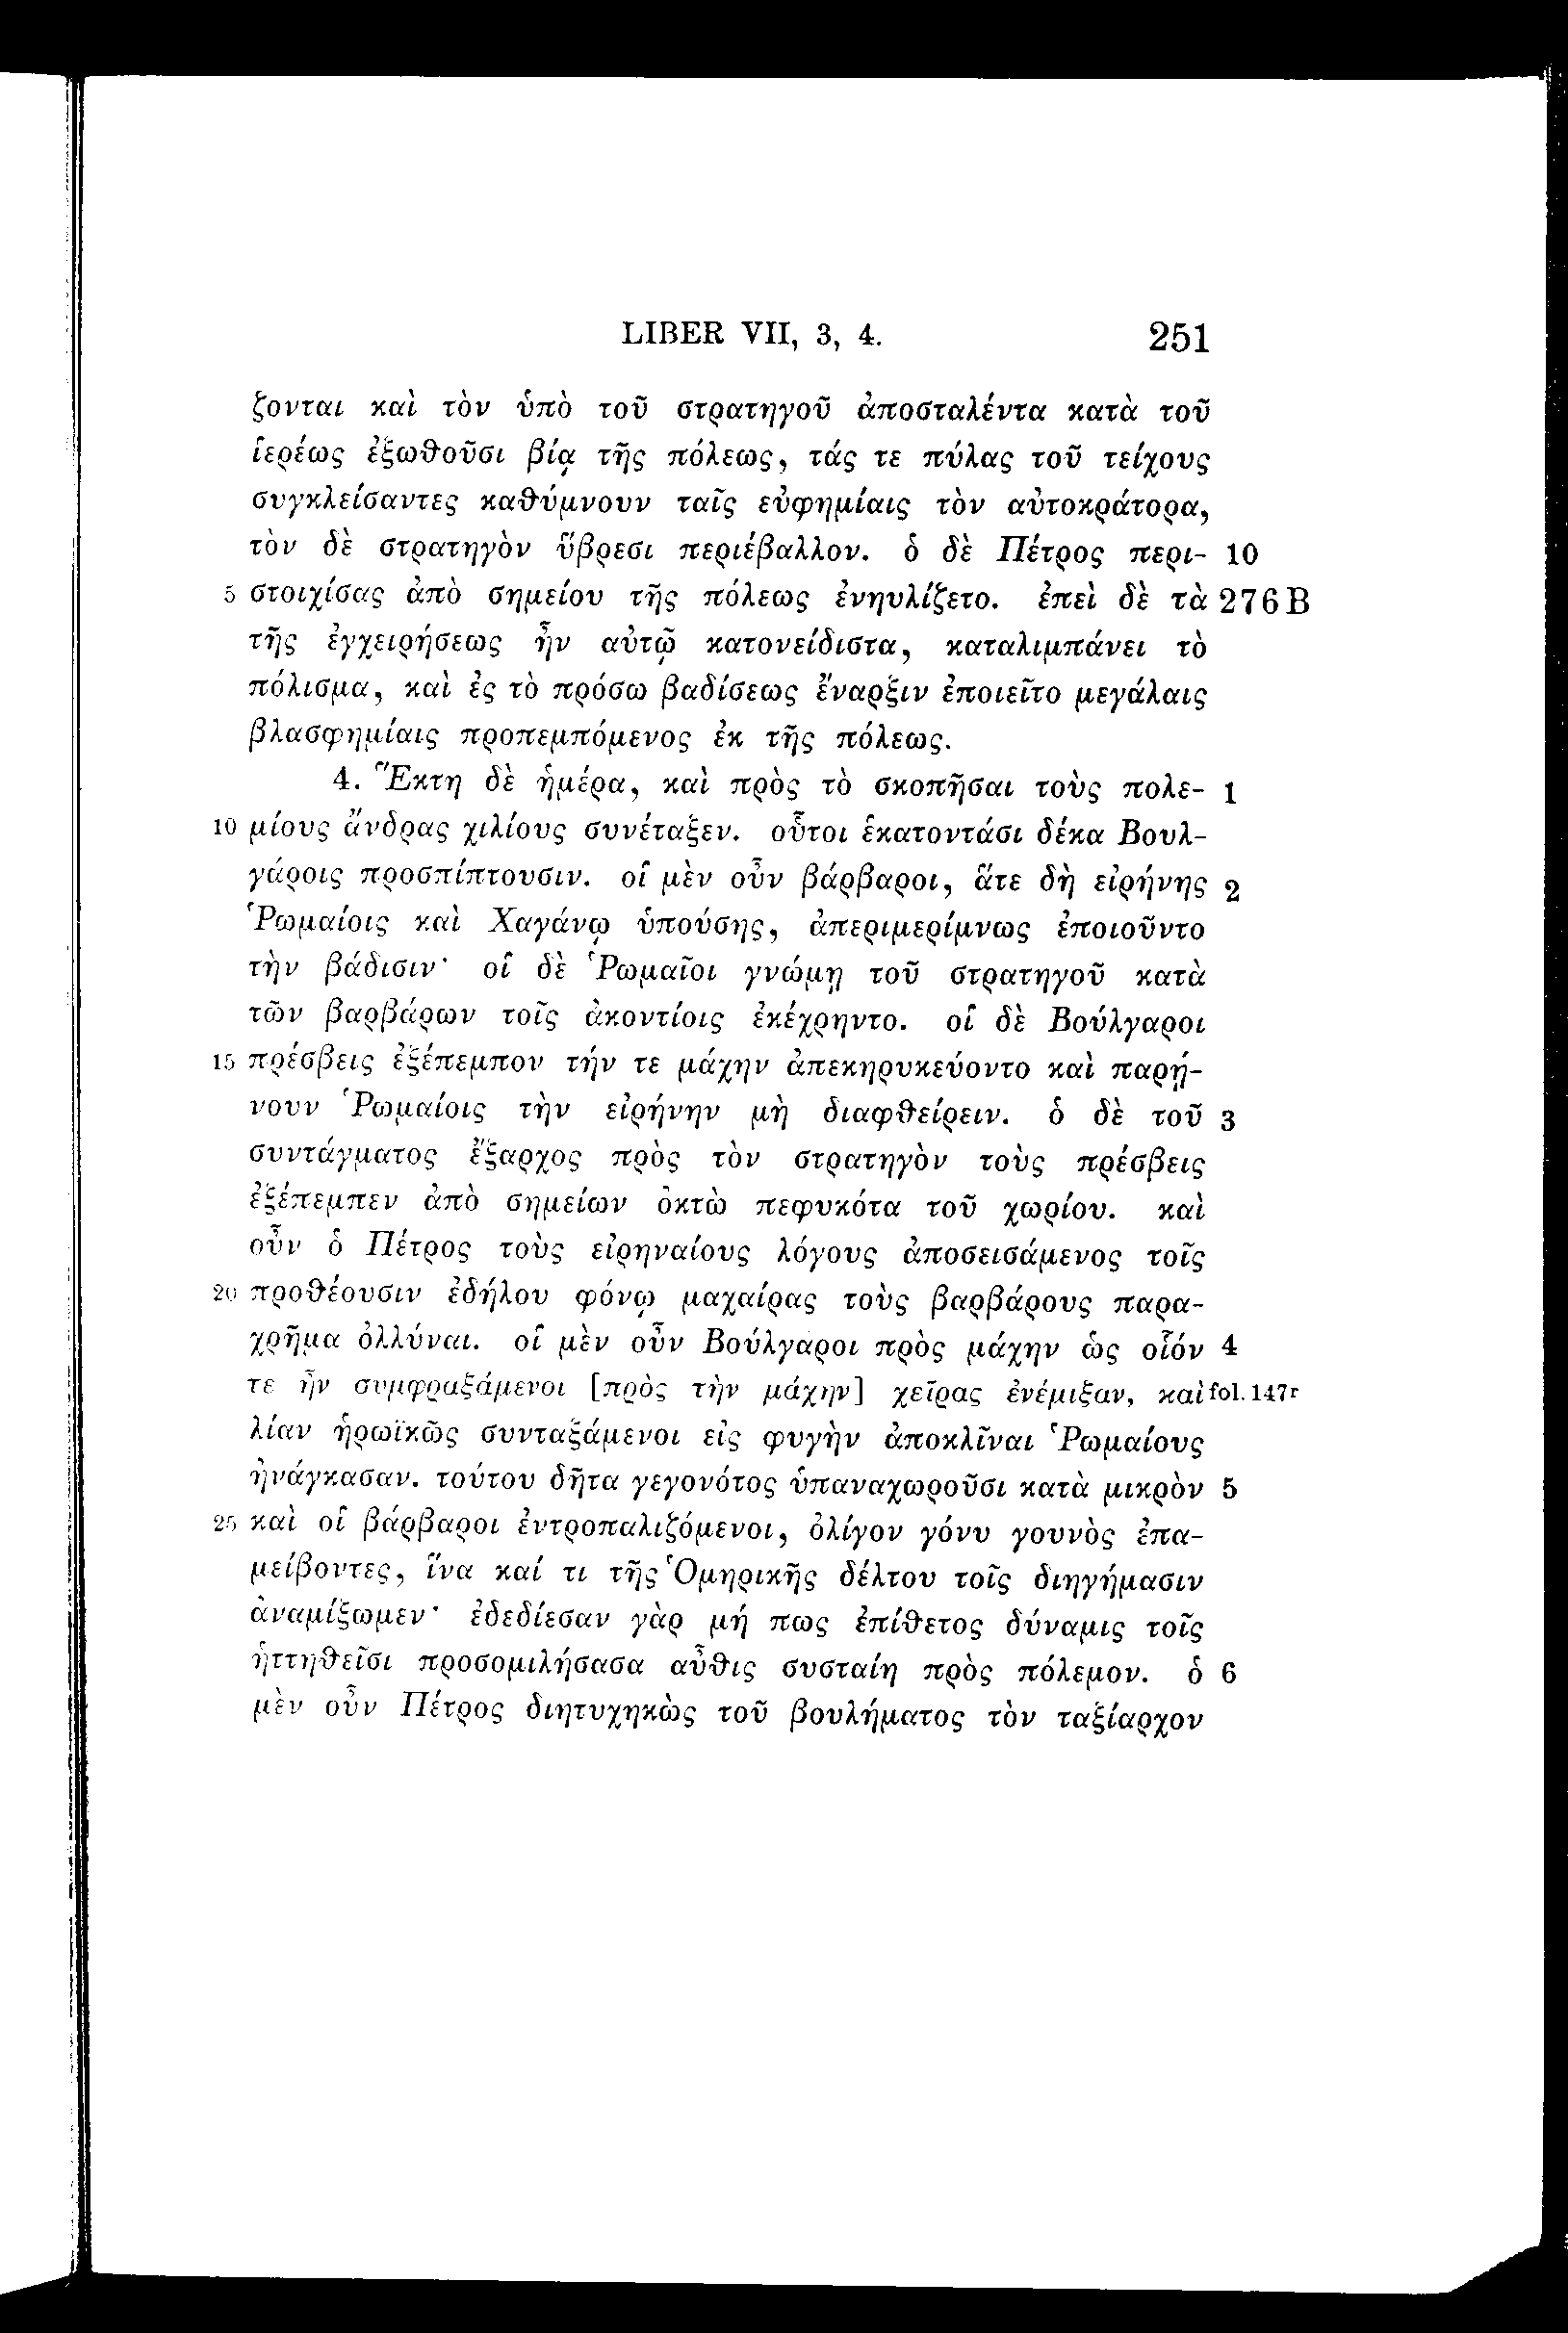 LIBER VII, 3, 4. 251
ζονται καὶ τὸν ὑπὸ τοῦ στρατηγοῦ ἀποσταλέντα κατὰ τοῦ
ἱερέως ἐξωθοῦσι βίᾳ τῆς πόλεως, τάς τε πύλας τοῦ τείχους
συγκλείσαντες καθύμνουν ταῖς εὐφημίαις τὸν αὐτοκράτορα,
τὸν δὲ στρατηγὸν ὕβρεσι περιέβαλλον. ὁ δὲ Πέτρος περι- 10
5 στοιχίσας ἀπὸ σημείου τῆς πόλεως ἐνηυλίζετο. ἐπεὶ δὲ τὰ 276 B
τῆς ἐγχειρήσεως ἦν αὐτῷ κατονείδιστα, καταλιμπάνει τὸ
πόλισμα, καὶ ἐς τὸ πρόσω βαδίσεως ἔναρξιν ἐποιεῖτο μεγάλαις
βλασφημίαις προπεμπόμενος ἐκ τῆς πόλεως.
4. Ἕκτη δὲ ἡμέρα, καὶ πρὸς τὸ σκοπῆσαι τοὺς πολε- 1
10 μίους ἄνδρας χιλίους συνέταξεν. οὗτοι ἑκατοντάσι δέκα Βουλ-
γάροις προσπίπτουσιν. οἱ μὲν οὖν βάρβαροι, ἅτε δὴ εἰρήνης 2
Ῥωμαίοις καὶ Χαγάνῳ ὑπούσης, ἀπεριμερίμνως ἐποιοῦντο
τὴν βάδισιν· οἱ δὲ Ῥωμαῖοι γνώμῃ τοῦ στρατηγοῦ κατὰ
τῶν βαρβάρων τοῖς ἀκοντίοις ἐκέχρηντο. οἱ δὲ Βούλγαροι
15 πρέσβεις ἐξέπεμπον τήν τε μάχην ἀπεκηρυκεύοντο καὶ παρῄ-
νουν Ῥωμαίοις τὴν εἰρήνην μὴ διαφθείρειν. ὁ δὲ τοῦ 3
συντάγματος ἔξαρχος πρὸς τὸν στρατηγὸν τοὺς πρέσβεις
ἐξέπεμπεν ἀπὸ σημείων ὀκτὼ πεφυκότα τοῦ χωρίου. καὶ
οὖν ὁ Πέτρος τοὺς εἰρηναίους λόγους ἀποσεισάμενος τοῖς
20 προθέουσιν ἐδήλου φόνῳ μαχαίρας τοὺς βαρβάρους παρα-
χρῆμα ὀλλύναι. οἱ μὲν οὖν Βούλγαροι πρὸς μάχην ὡς οἷόν 4
τε ἦν συμφραξάμενοι [πρὸς τὴν μάχην] χεῖρας ἐνέμιξαν, καὶ fol. 147r
λίαν ἡρωϊκῶς συνταξάμενοι εἰς φυγὴν ἀποκλῖναι Ῥωμαίους
ἠνάγκασαν. τούτου δῆτα γεγονότος ὑπαναχωροῦσι κατὰ μικρὸν 5
25 καὶ οἱ βάρβαροι ἐντροπαλιζόμενοι, ὀλίγον γόνυ γουνὸς ἐπα-
μείβοντες, ἵνα καί τι τῆς Ὁμηρικῆς δέλτου τοῖς διηγήμασιν
ἀναμίξωμεν· ἐδεδίεσαν γὰρ μή πως ἐπίθετος δύναμις τοῖς
ἡττηθεῖσι προσομιλήσασα αὖθις συσταίη πρὸς πόλεμον. ὁ 6
μὲν οὖν Πέτρος διητυχηκὼς τοῦ βουλήματος τὸν ταξίαρχον